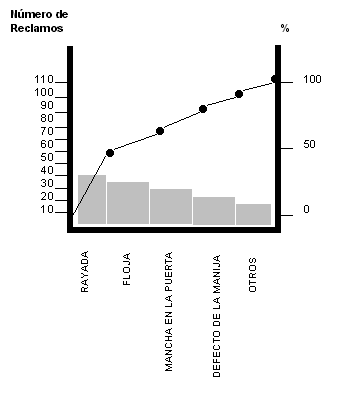 Número de
Reclamos
%
110
100
90
80
70
60
50
40
30
20
10
100
50
0
RAYADA
FLOJA
MANCHA EN LA PUERTA
DEFECTO DE LA MANIJA
OTROS